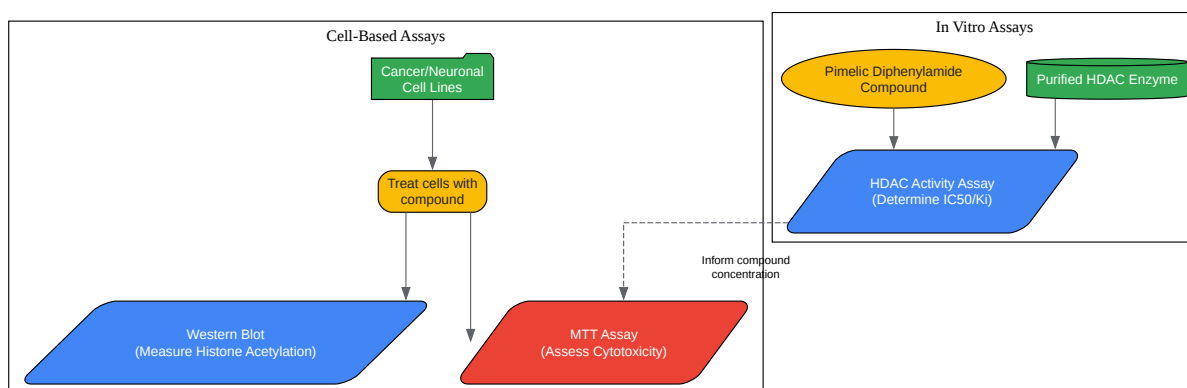 Cell-Based Assays
Cancer/Neuronal
Cell Lines
Treat cells with
compound
Western Blot
(Measure Histone Acetylation)
MTT Assay
(Assess Cytotoxicity)
Inform compound
concentration
In Vitro Assays
Pimelic Diphenylamide
Compound
Purified HDAC Enzyme
HDAC Activity Assay
(Determine IC50/Ki)